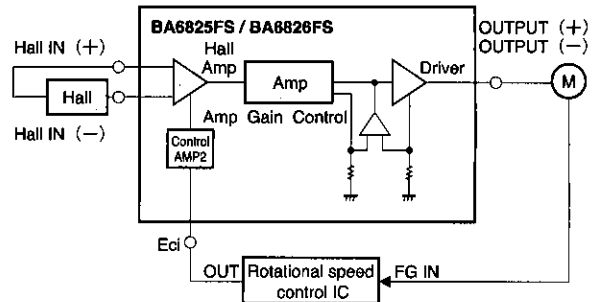 BA6825FS / BA6826FS
OUTPUT (+)
OUTPUT (−)
Hall IN (+)
Hall
Amp
Amp
Driver
M
Hall
Hall IN (−)
Amp Gain Control
Control
AMP2
Eci
OUT
Rotational speed
control IC
FG IN